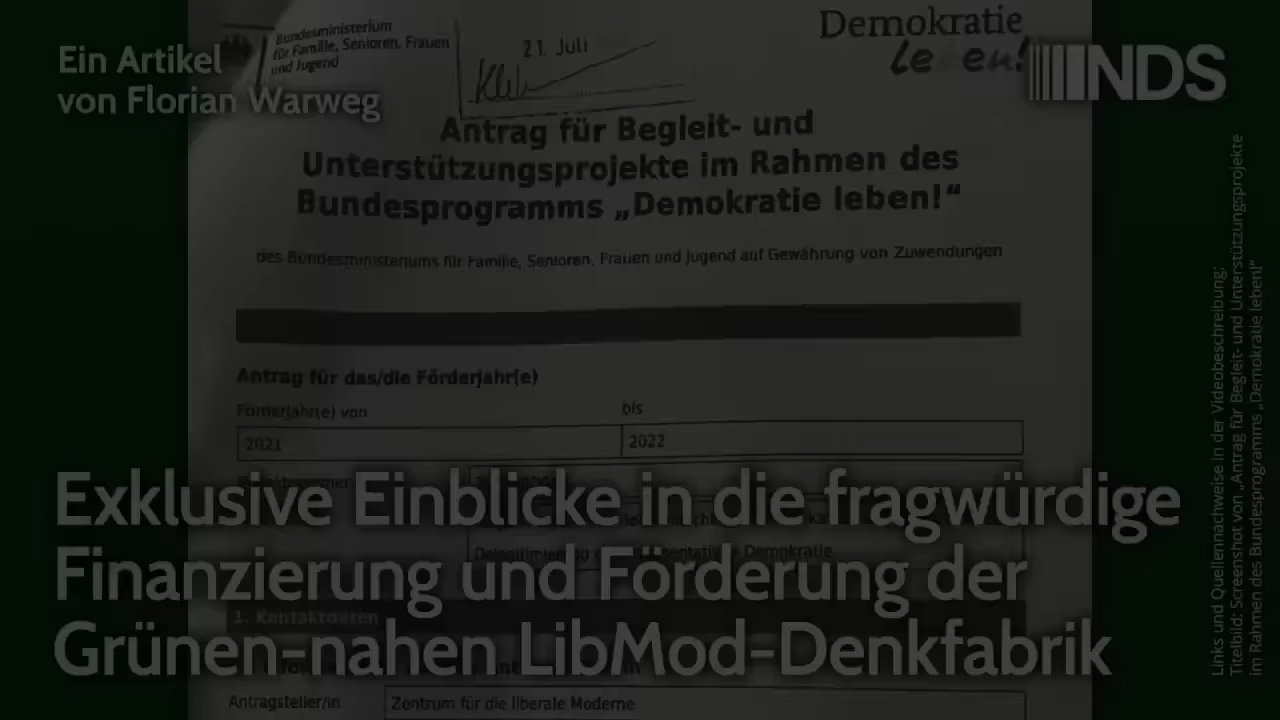 Ein Artikel
von Florian Warweg
Bundesministerium
für Familie, Senioren, Frauen
und Jugend
21. Juli
Demokratie
leben!
NDS
Antrag für Begleit- und
Unterstützungsprojekte im Rahmen des
Bundesprogramms „Demokratie leben!“
des Bundesministeriums für Familie, Senioren, Frauen und Jugend auf Gewährung von Zuwendungen
Antrag für das/die Förderjahr(e)
Förderjahr(e) von
bis
2021
2022
Exklusive Einblicke in die fragwürdige
Finanzierung und Förderung der
Grünen-nahen LibMod-Denkfabrik
Demokratie
1. Kontaktdaten
Antragsteller/in
Zentrum für die liberale Moderne
Links und Quellennachweise in der Videobeschreibung;
Titelbild: Screenshot von „Antrag für Begleit- und Unterstützungsprojekte
im Rahmen des Bundesprogramms „Demokratie leben!“